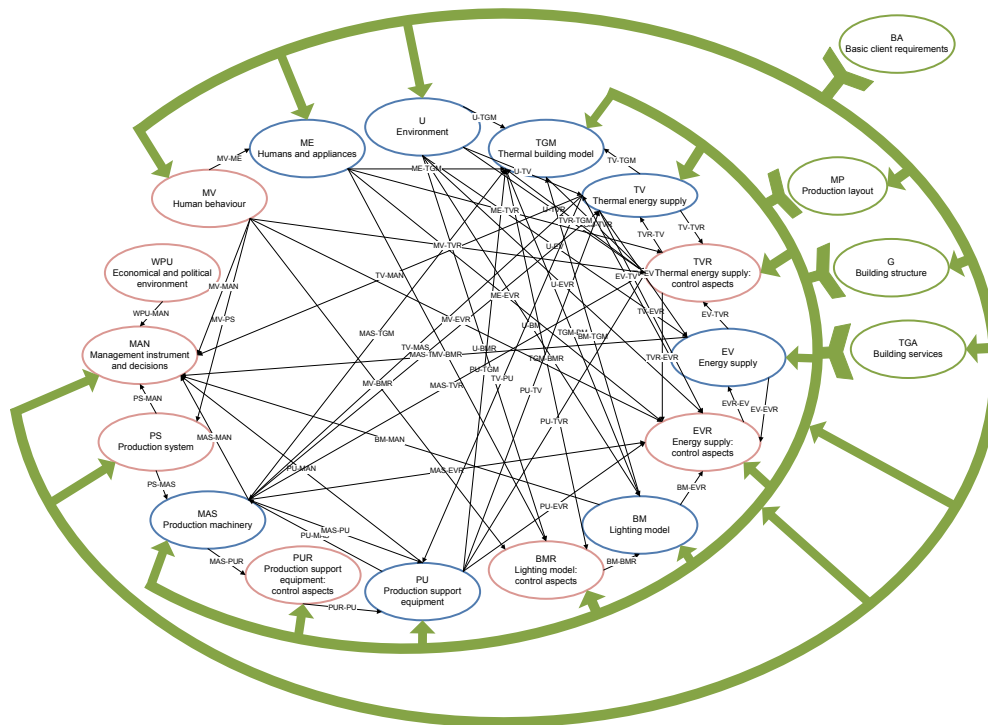 BA
Basic client requirements
U
Environment
U-TGM
ME
Humans and appliances
TGM
Thermal building model
MV-ME
TV-TGM
ME-TGM
U-TV
MV
Human behaviour
TV
Thermal energy supply
MP
Production layout
ME-TVR
U-TVR
TVR-TGM
TV-TVR
TVR-TV
MV-TVR
U-EV
WPU
Economical and political
environment
TVR
Thermal energy supply:
control aspects
G
Building structure
TV-MAN
EV-TV
MV-MAN
ME-EVR
U-EVR
WPU-MAN
MV-PS
MV-EVR
TV-EVR
EV-TVR
U-BM
MAS-TGM
BM-TGM
MAN
Management instrument
and decisions
TV-MAS
U-BMR
TGM-BMR
TVR-EVR
EV
Energy supply
TGA
Building services
MV-BMR
MAS-TVR
PU-TGM
TV-PU
PU-TV
PS-MAN
EVR-EV
EV-EVR
PU-TVR
PS
Production system
MAS-MAN
BM-MAN
EVR
Energy supply:
control aspects
PU-MAN
MAS-EVR
PS-MAS
BM-EVR
PU-EVR
MAS
Production machinery
MAS-PU
BM
Lighting model
MAS-PUR
PUR
Production support
equipment:
control aspects
BMR
Lighting model:
control aspects
BM-BMR
PU
Production support
equipment
PUR-PU